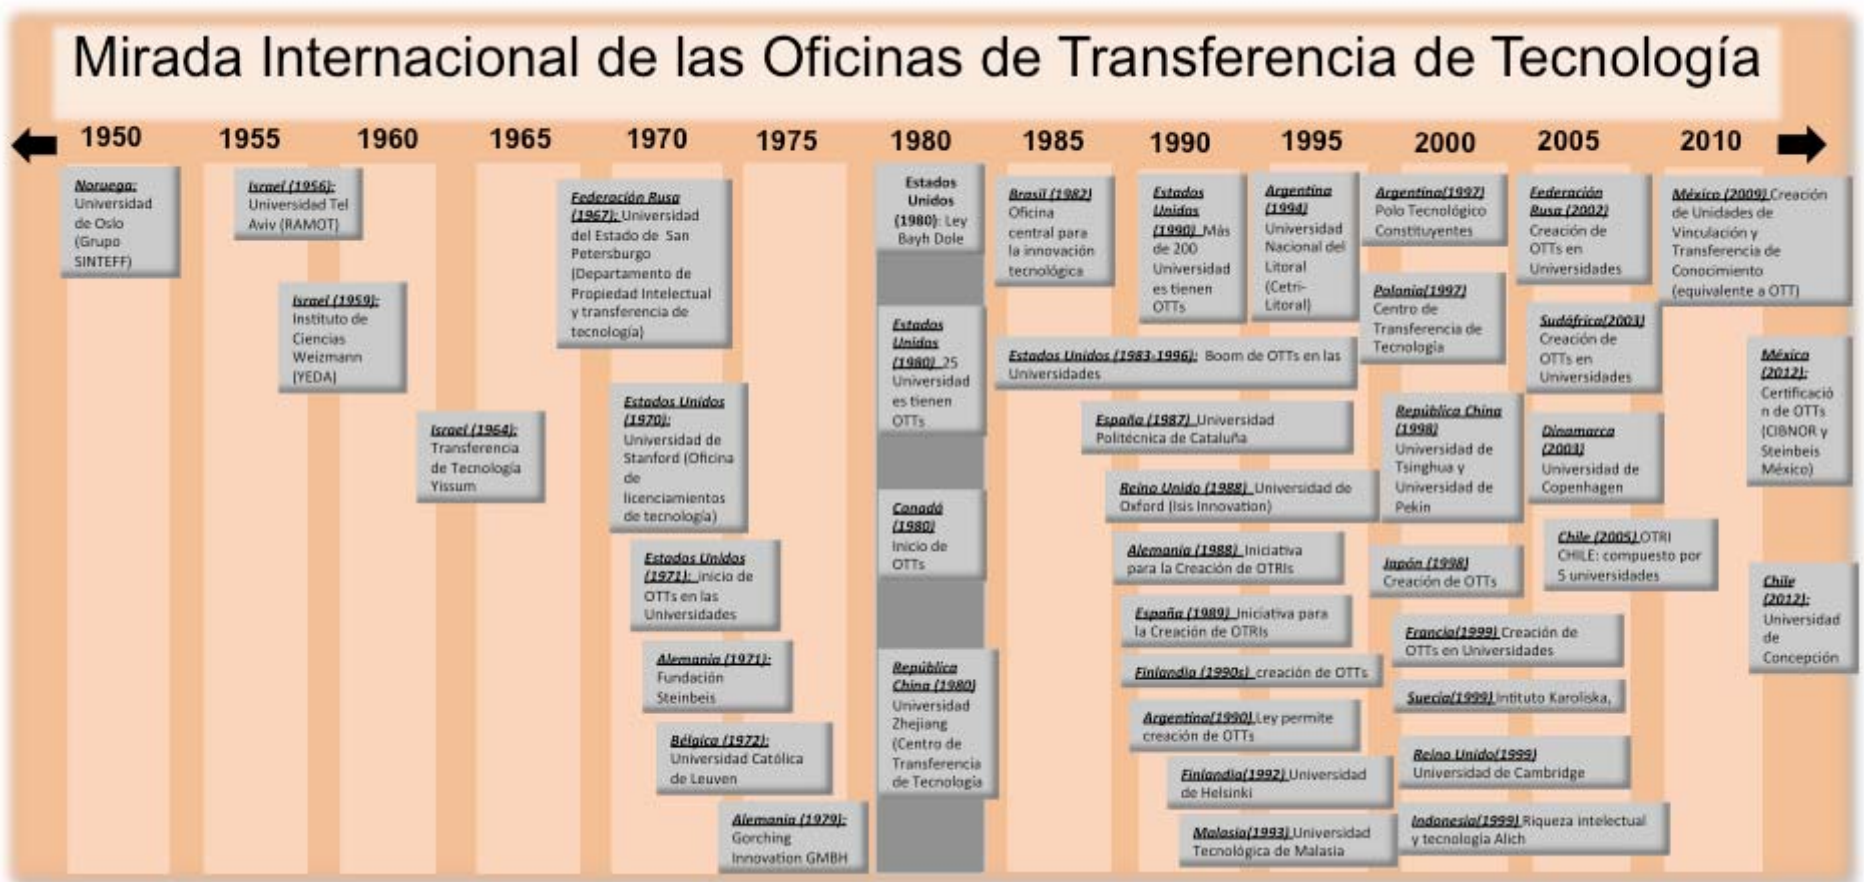 Mirada Internacional de las Oficinas de Transferencia de Tecnología
1950
1955
1960
1965
1970
1975
1980
1985
1990
1995
2000
2005
2010
Noruega:
Universidad
de Oslo
(Grupo
SINTEFF)
Israel (1956):
Universidad Tel
Aviv (RAMOT)
Israel (1959):
Instituto de
Ciencias
Weizmann
(YEDA)
Israel (1964):
Transferencia
de Tecnología
Yissum
Federación Rusa
(1967): Universidad
del Estado de San
Petersburgo
(Departamento de
Propiedad Intelectual
y transferencia de
tecnología)
Estados Unidos
(1970):
Universidad de
Stanford (Oficina
de
licenciamientos
de tecnología)
Estados Unidos
(1971): inicio de
OTTs en las
Universidades
Alemania (1971):
Fundación
Steinbeis
Bélgica (1972):
Universidad Católica
de Leuven
Alemania (1979):
Gorching
Innovation GMBH
Estados
Unidos
(1980): Ley
Bayh Dole
Estados
Unidos
(1980) 25
Universidad
es tienen
OTTs
Canadá
(1980)
Inicio de
OTTs
República
China (1980)
Universidad
Zhejiang
(Centro de
Transferencia
de Tecnología
Brasil (1982)
Oficina
central para
la innovación
tecnológica
Estados
Unidos
(1990) Más
de 200
Universidad
es tienen
OTTs
Argentina
(1994)
Universidad
Nacional del
Litoral
(Cetri-
Litoral)
Estados Unidos (1983-1996): Boom de OTTs en las
Universidades
España (1987) Universidad
Politécnica de Cataluña
Reino Unido (1988) Universidad de
Oxford (Isis Innovation)
Alemania (1988) Iniciativa
para la Creación de OTRIs
España (1989) Iniciativa para
la Creación de OTRIs
Finlandia (1990s) creación de OTTs
Argentina(1990) Ley permite
creación de OTTs
Finlandia(1992) Universidad
de Helsinki
Malasia(1993) Universidad
Tecnológica de Malasia
Argentina(1997)
Polo Tecnológico
Constituyentes
Polonia(1997)
Centro de
Transferencia de
Tecnología
República China
(1998)
Universidad de
Tsinghua y
Universidad de
Pekin
Japón (1998)
Creación de OTTs
Francia(1999) Creación de
OTTs en Universidades
Suecia(1999) Intituto Karoliska,
Reino Unido(1999)
Universidad de Cambridge
Indonesia(1999) Riqueza intelectual
y tecnología Alich
Federación
Rusa (2002)
Creación de
OTTs en
Universidades
Sudáfrica(2003)
Creación de
OTTs en
Universidades
Dinamarca
(2003)
Universidad de
Copenhagen
Chile (2005) OTRI
CHILE: compuesto por
5 universidades
México (2009) Creación
de Unidades de
Vinculación y
Transferencia de
Conocimiento
(equivalente a OTT)
México
(2012):
Certificació
n de OTTs
(CIBNOR y
Steinbeis
México)
Chile
(2012):
Universidad
de
Concepción